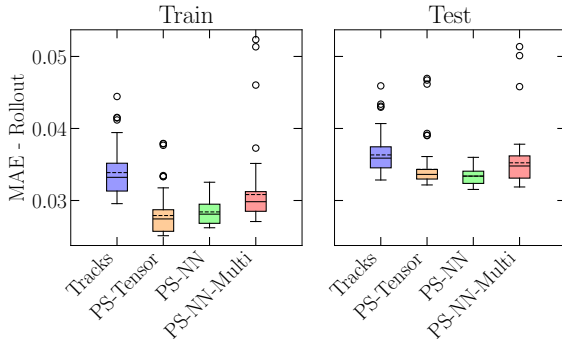 Train
Test
MAE - Rollout
0.05
0.04
0.03
Tracks
PS-Tensor
PS-NN
PS-NN-Multi
Tracks
PS-Tensor
PS-NN
PS-NN-Multi